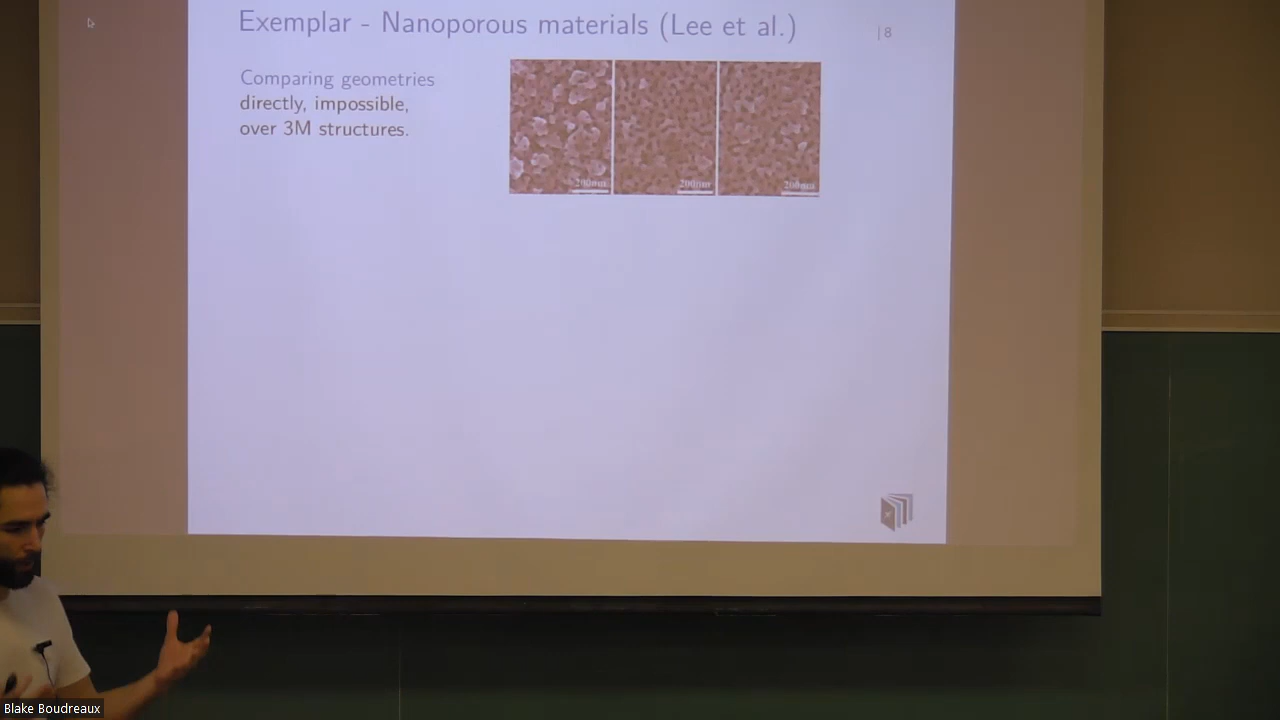 Exemplar - Nanoporous materials (Lee et al.)
| 8
Comparing geometries
directly, impossible,
over 3M structures.
200nm
200nm
200nm
Blake Boudreaux